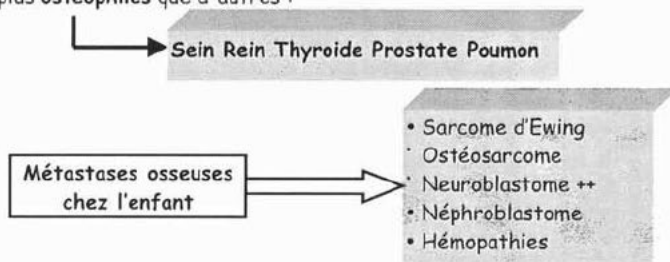 plus ostéophiles que d'autres :
Sein Rein Thyroide Prostate Poumon
Métastases osseuses
chez l'enfant
• Sarcome d'Ewing
• Ostéosarcome
• Neuroblastome ++
• Néphroblastome
• Hémopathies